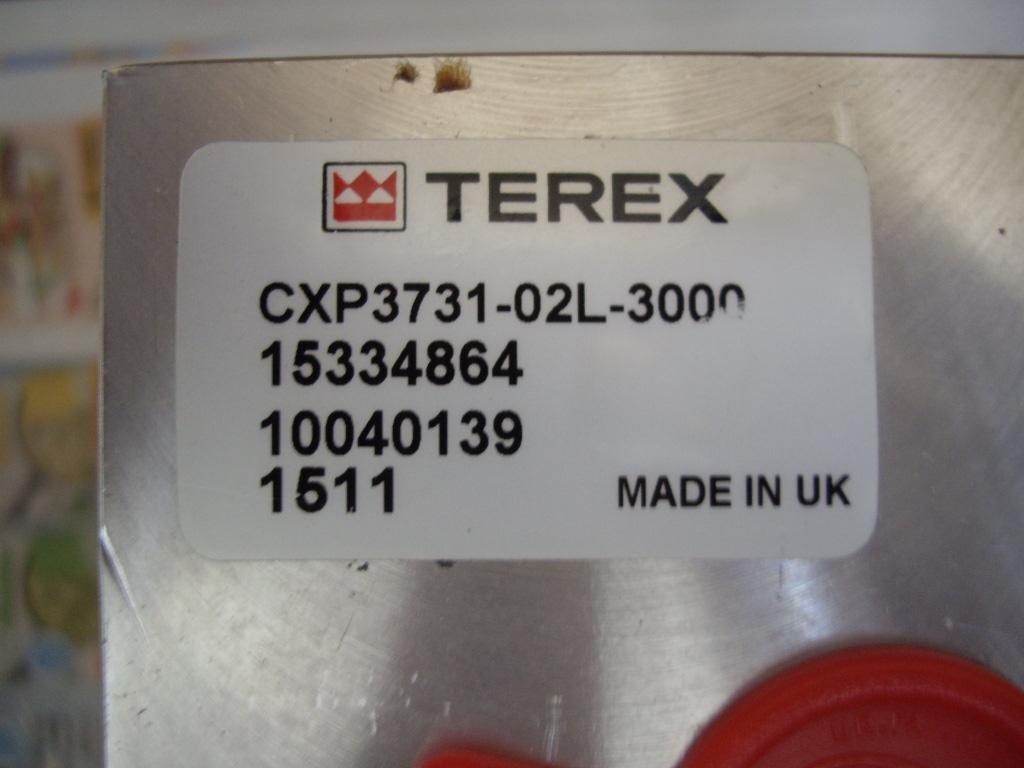 TEREX
CXP3731-02L-3000
15334864
10040139
1511 MADE IN UK